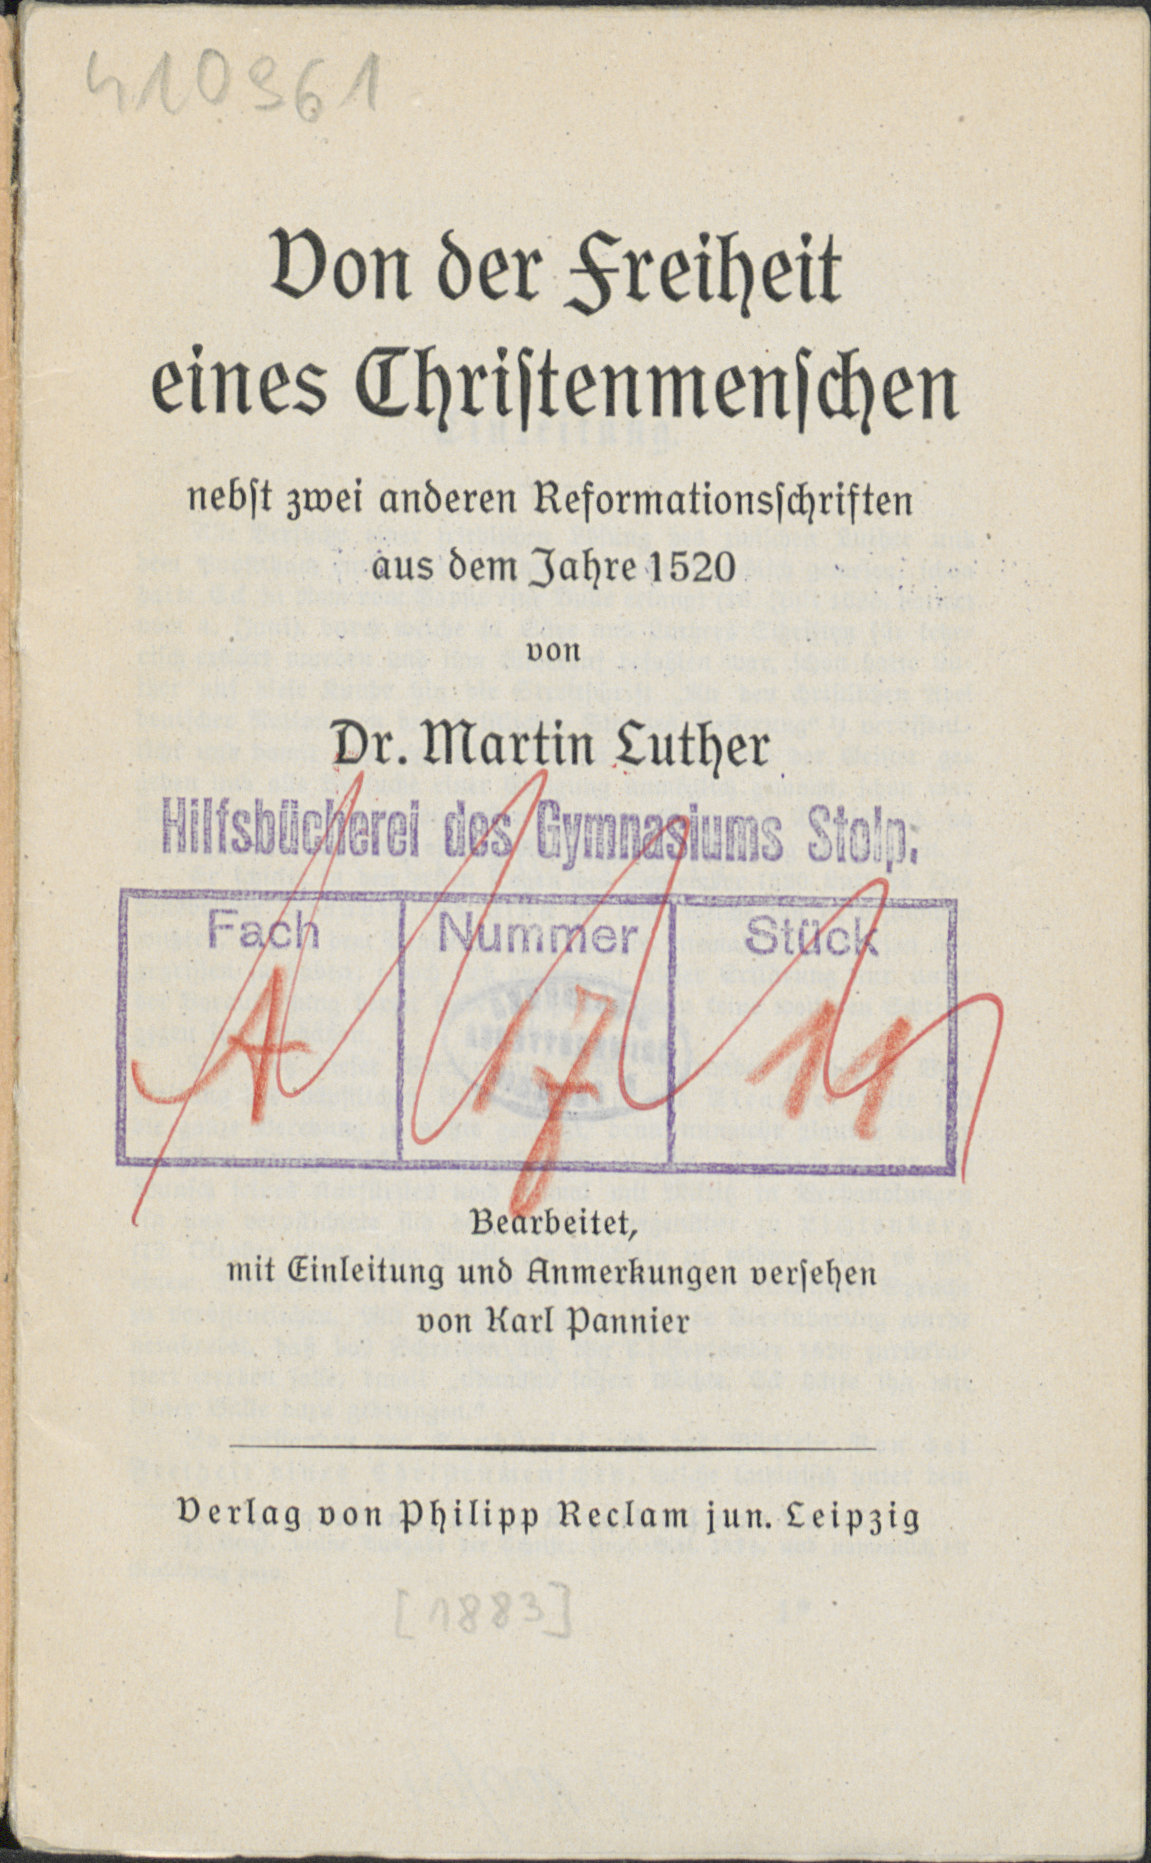 410961
Von der Freiheit
eines Christenmenschen
nebst zwei anderen Reformationsschriften
aus dem Jahre 1520
von
Dr. Martin Luther
Hilfsbücherei des Gymnasiums Stolp.
Fach Nummer Stück
A 17 11
Bearbeitet,
mit Einleitung und Anmerkungen versehen
von Karl Pannier
Verlag von Philipp Reclam jun. Leipzig
[1883]